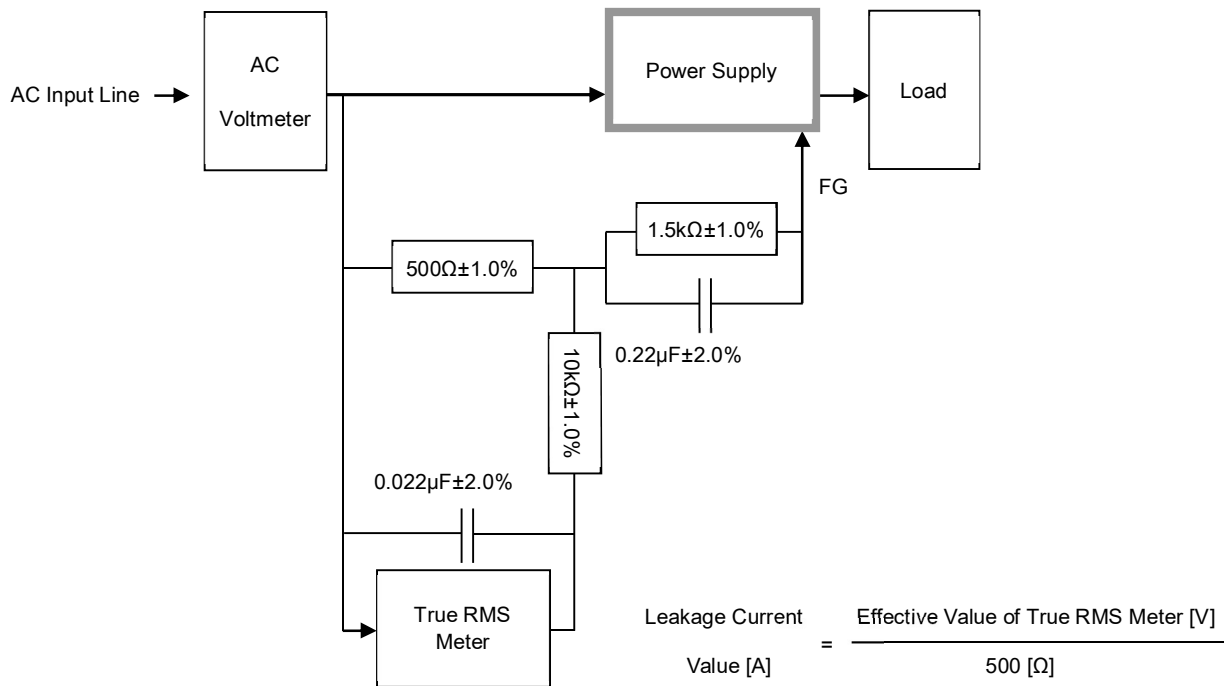 AC
Voltmeter
Power Supply
Load
AC Input Line
FG
1.5kΩ±1.0%
500Ω±1.0%
0.22µF±2.0%
10kΩ±1.0%
0.022µF±2.0%
True RMS
Meter
Leakage Current
Value [A]
=
Effective Value of True RMS Meter [V]
500 [Ω]